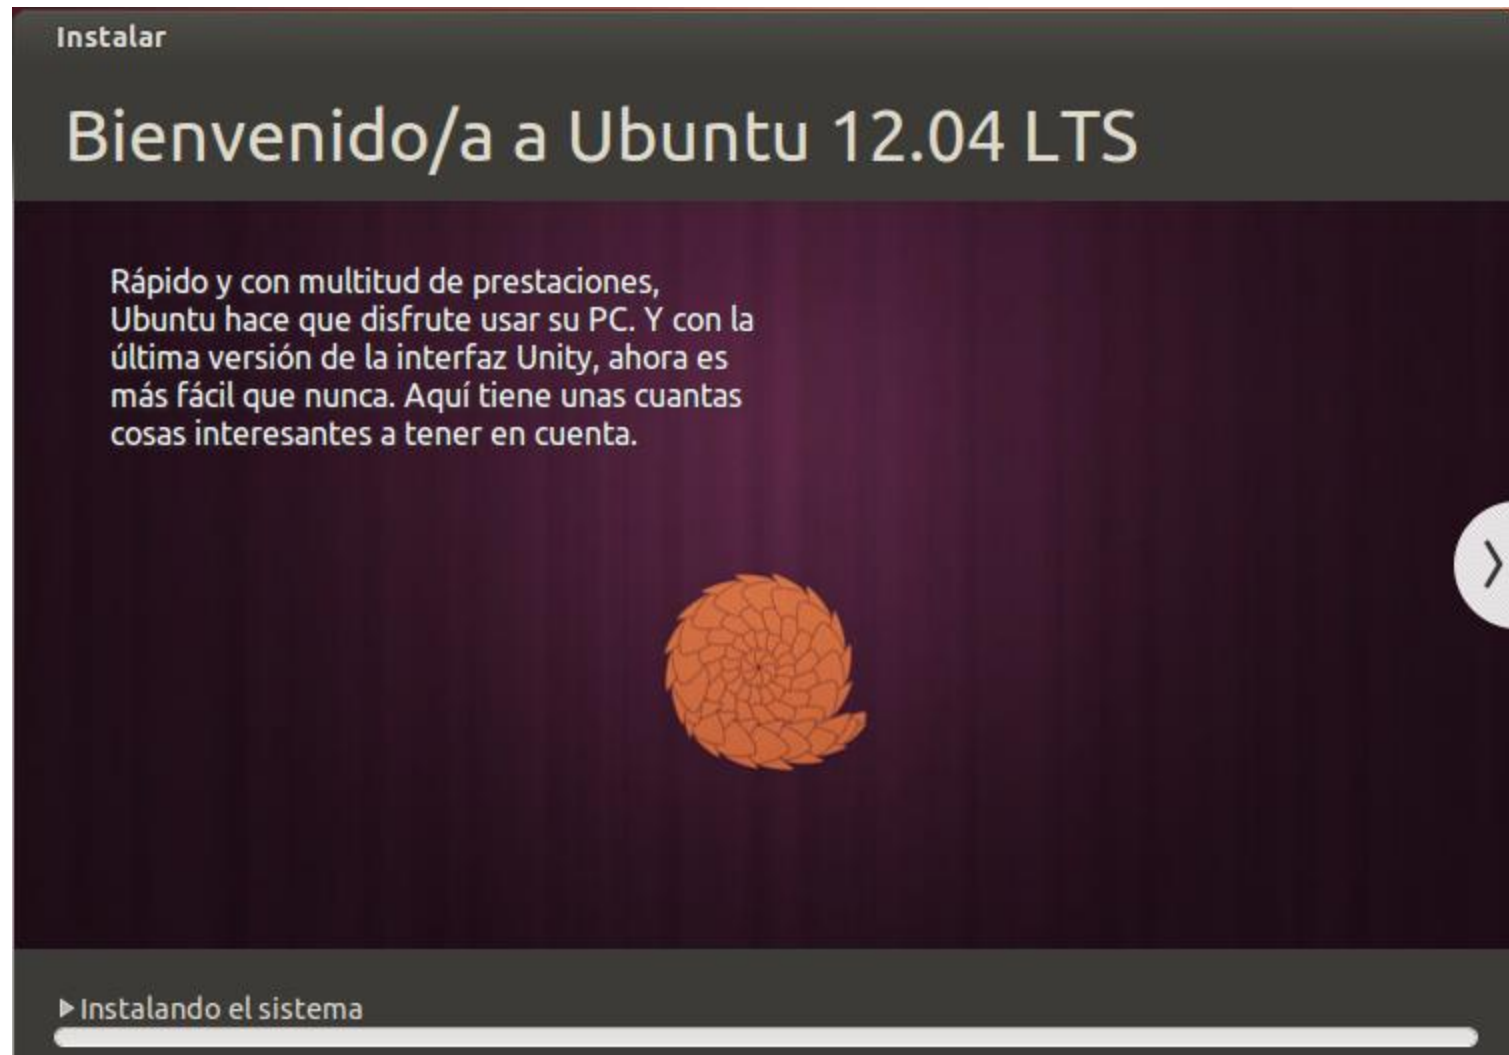 Instalar
Bienvenido/a a Ubuntu 12.04 LTS
Rápido y con multitud de prestaciones,
Ubuntu hace que disfrute usar su PC. Y con la
última versión de la interfaz Unity, ahora es
más fácil que nunca. Aquí tiene unas cuantas
cosas interesantes a tener en cuenta.
Instalando el sistema